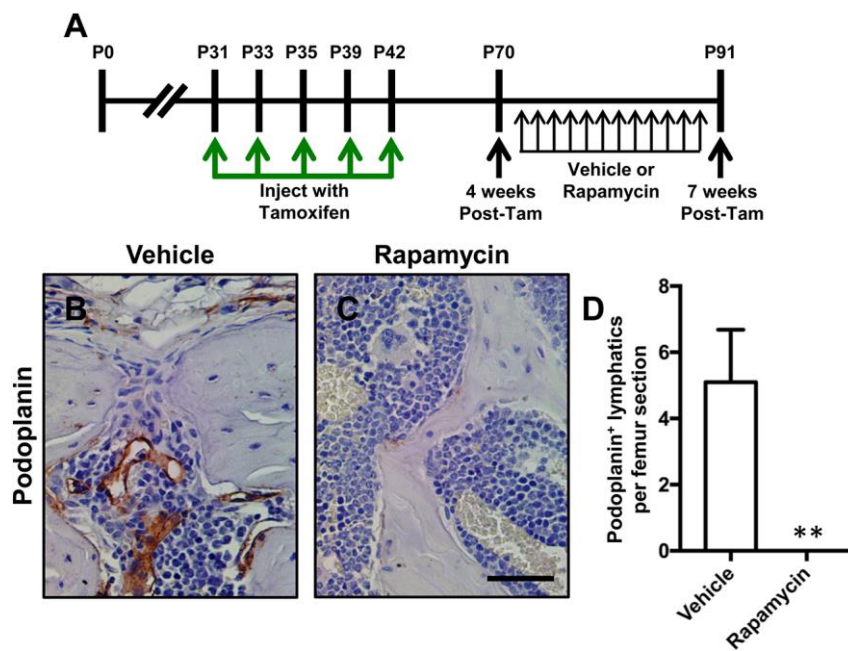 A
P0 P31 P33 P35 P39 P42 P70 P91
Inject with
Tamoxifen
4 weeks
Post-Tam
Vehicle or
Rapamycin
7 weeks
Post-Tam
Vehicle
Rapamycin
Podoplanin
B
C
D
Podoplanin⁺ lymphatics
per femur section
8
6
4
2
0
**
Vehicle
Rapamycin